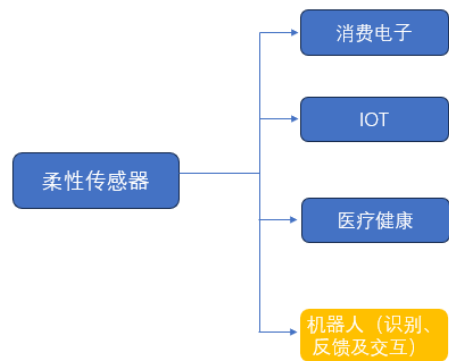 消费电子
IOT
柔性传感器
医疗健康
机器人（识别、
反馈及交互）